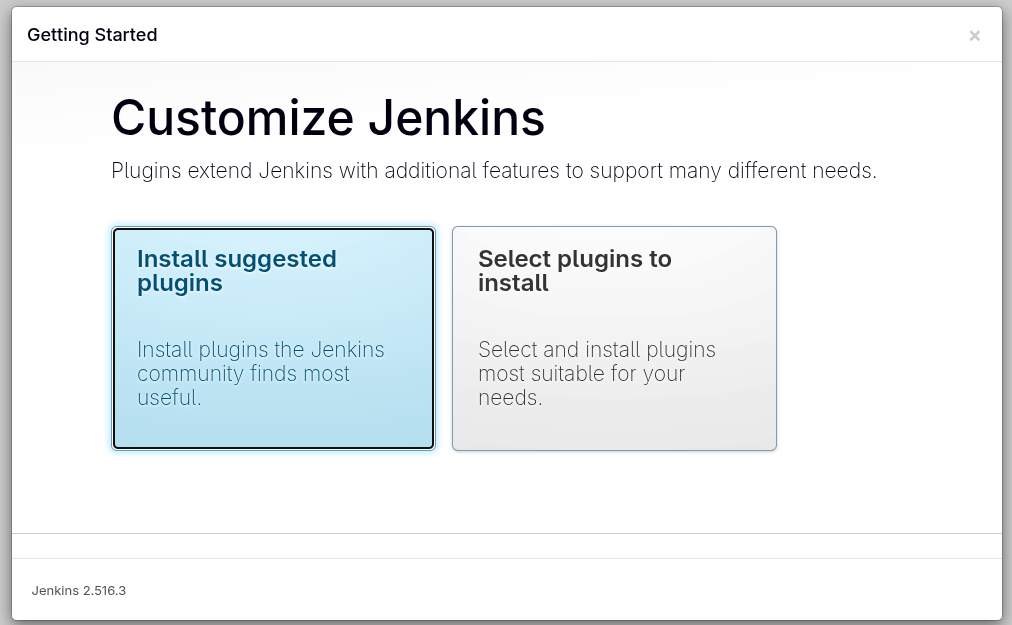 Getting Started
×
Customize Jenkins
Plugins extend Jenkins with additional features to support many different needs.
Install suggested
plugins
Install plugins the Jenkins
community finds most
useful.
Select plugins to
install
Select and install plugins
most suitable for your
needs.
Jenkins 2.516.3